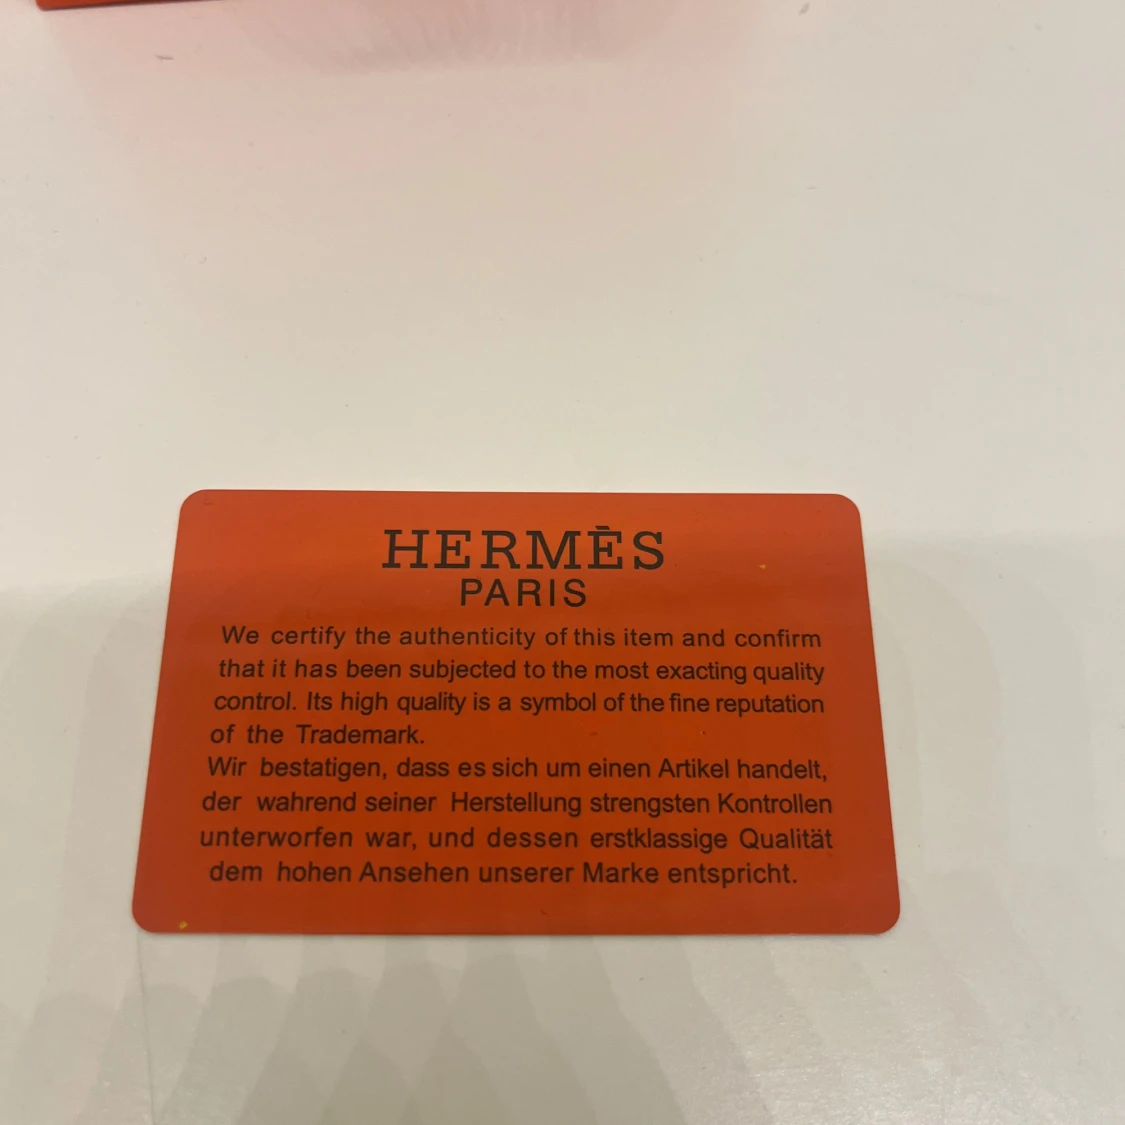 HERMÈS
PARIS
We certify the authenticity of this item and confirm
that it has been subjected to the most exacting quality
control. Its high quality is a symbol of the fine reputation
of the Trademark.
Wir bestatigen, dass es sich um einen Artikel handelt,
der wahrend seiner Herstellung strengsten Kontrollen
unterworfen war, und dessen erstklassige Qualität
dem hohen Ansehen unserer Marke entspricht.